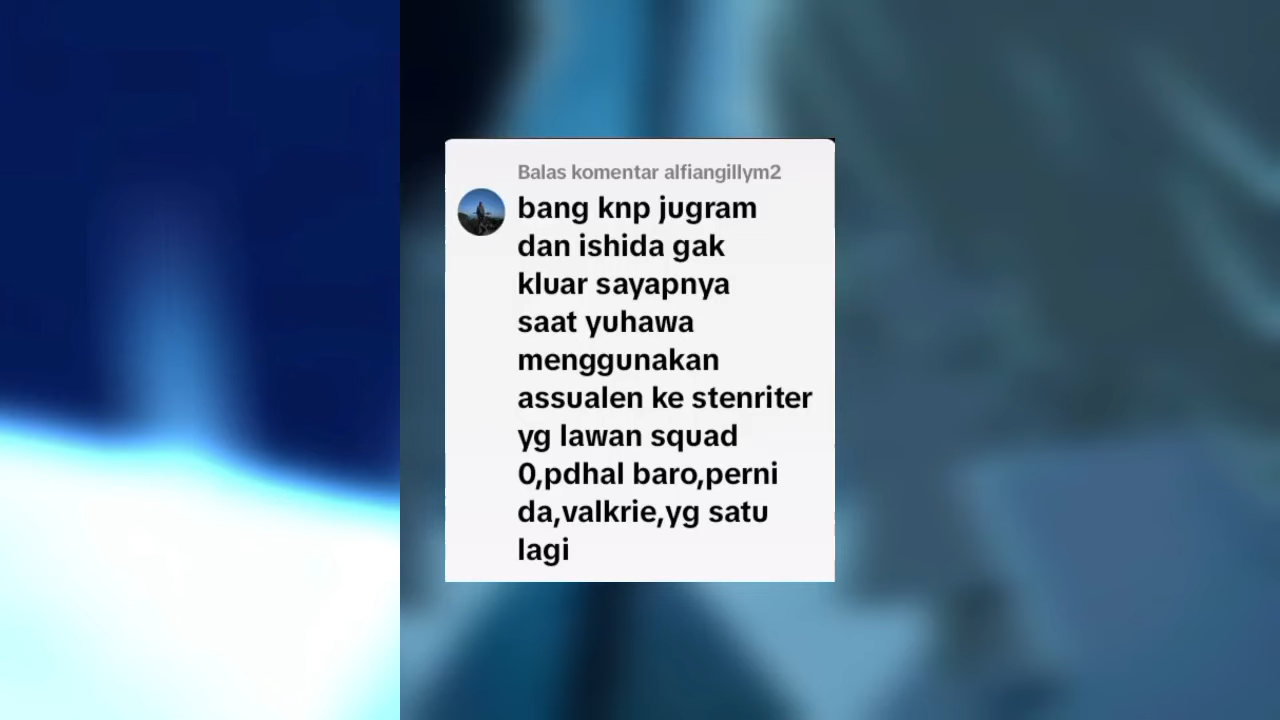 Balas komentar alfiangillym2
bang knp jugram
dan ishida gak
kluar sayapnya
saat yuhawa
menggunakan
assualen ke stenriter
yg lawan squad
0,pdhal baro,perni
da,valkrie,yg satu
lagi